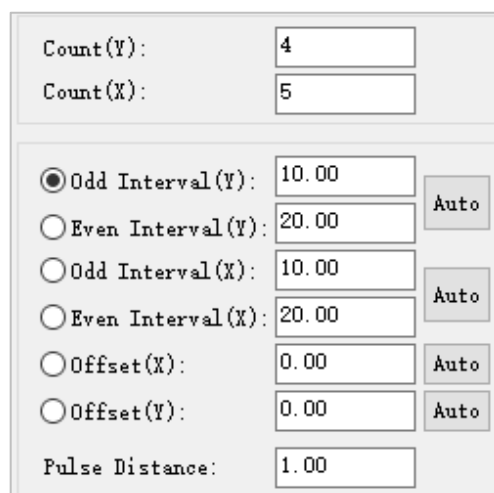 Count(Y): 4
Count(X): 5
Odd Interval(Y): 10.00
Auto
Even Interval(Y): 20.00
Odd Interval(X): 10.00
Auto
Even Interval(X): 20.00
Offset(X): 0.00 Auto
Offset(Y): 0.00 Auto
Pulse Distance: 1.00